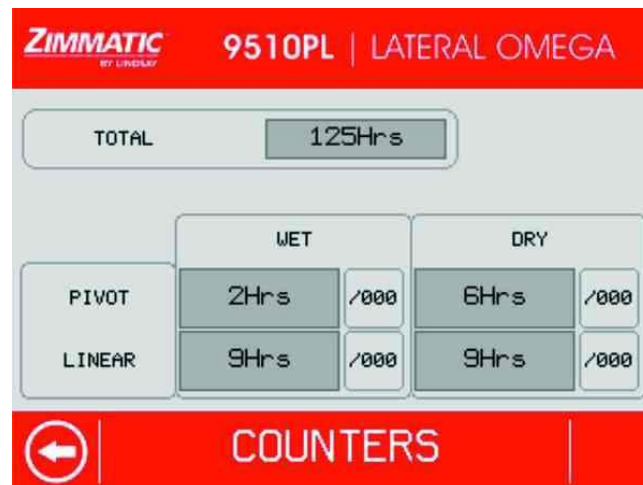 ZIMMATIC 9510PL | LATERAL OMEGA
BY LINDSAY
TOTAL 125Hrs
WET DRY
PIVOT 2Hrs /000 6Hrs /000
LINEAR 9Hrs /000 9Hrs /000
COUNTERS